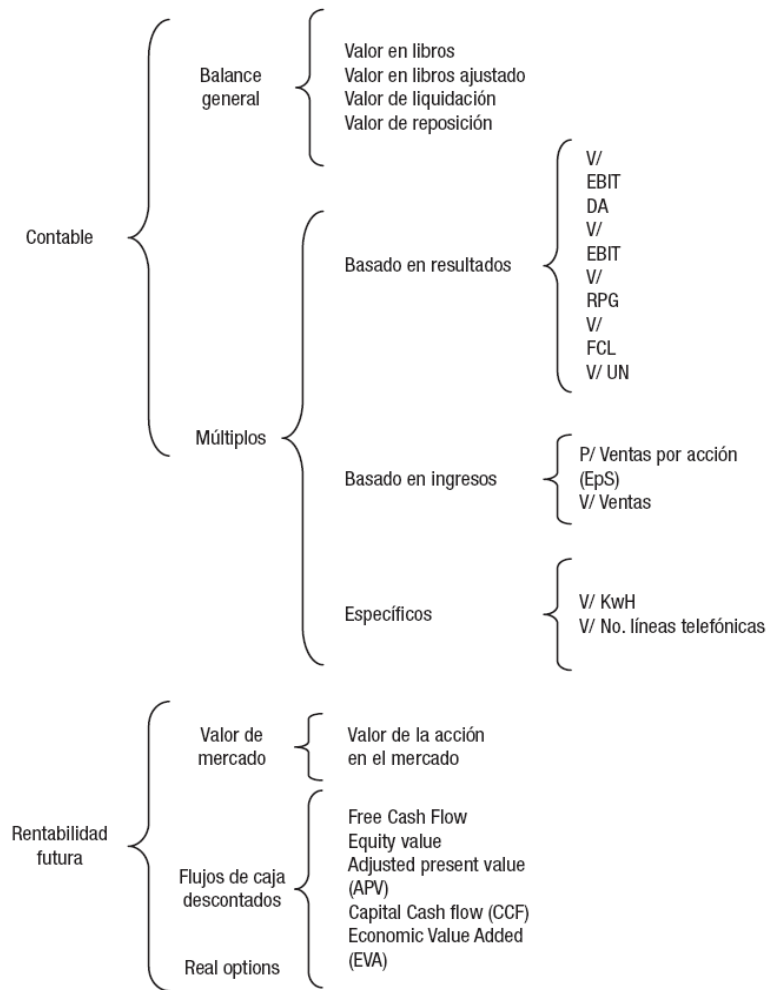 Contable
Balance
general
Valor en libros
Valor en libros ajustado
Valor de liquidación
Valor de reposición
Múltiplos
Basado en resultados
V/
EBIT
DA
V/
EBIT
V/
RPG
V/
FCL
V/ UN
Basado en ingresos
P/ Ventas por acción
(EpS)
V/ Ventas
Específicos
V/ KwH
V/ No. líneas telefónicas
Rentabilidad
futura
Valor de
mercado
Valor de la acción
en el mercado
Flujos de caja
descontados
Free Cash Flow
Equity value
Adjusted present value
(APV)
Capital Cash flow (CCF)
Economic Value Added
(EVA)
Real options